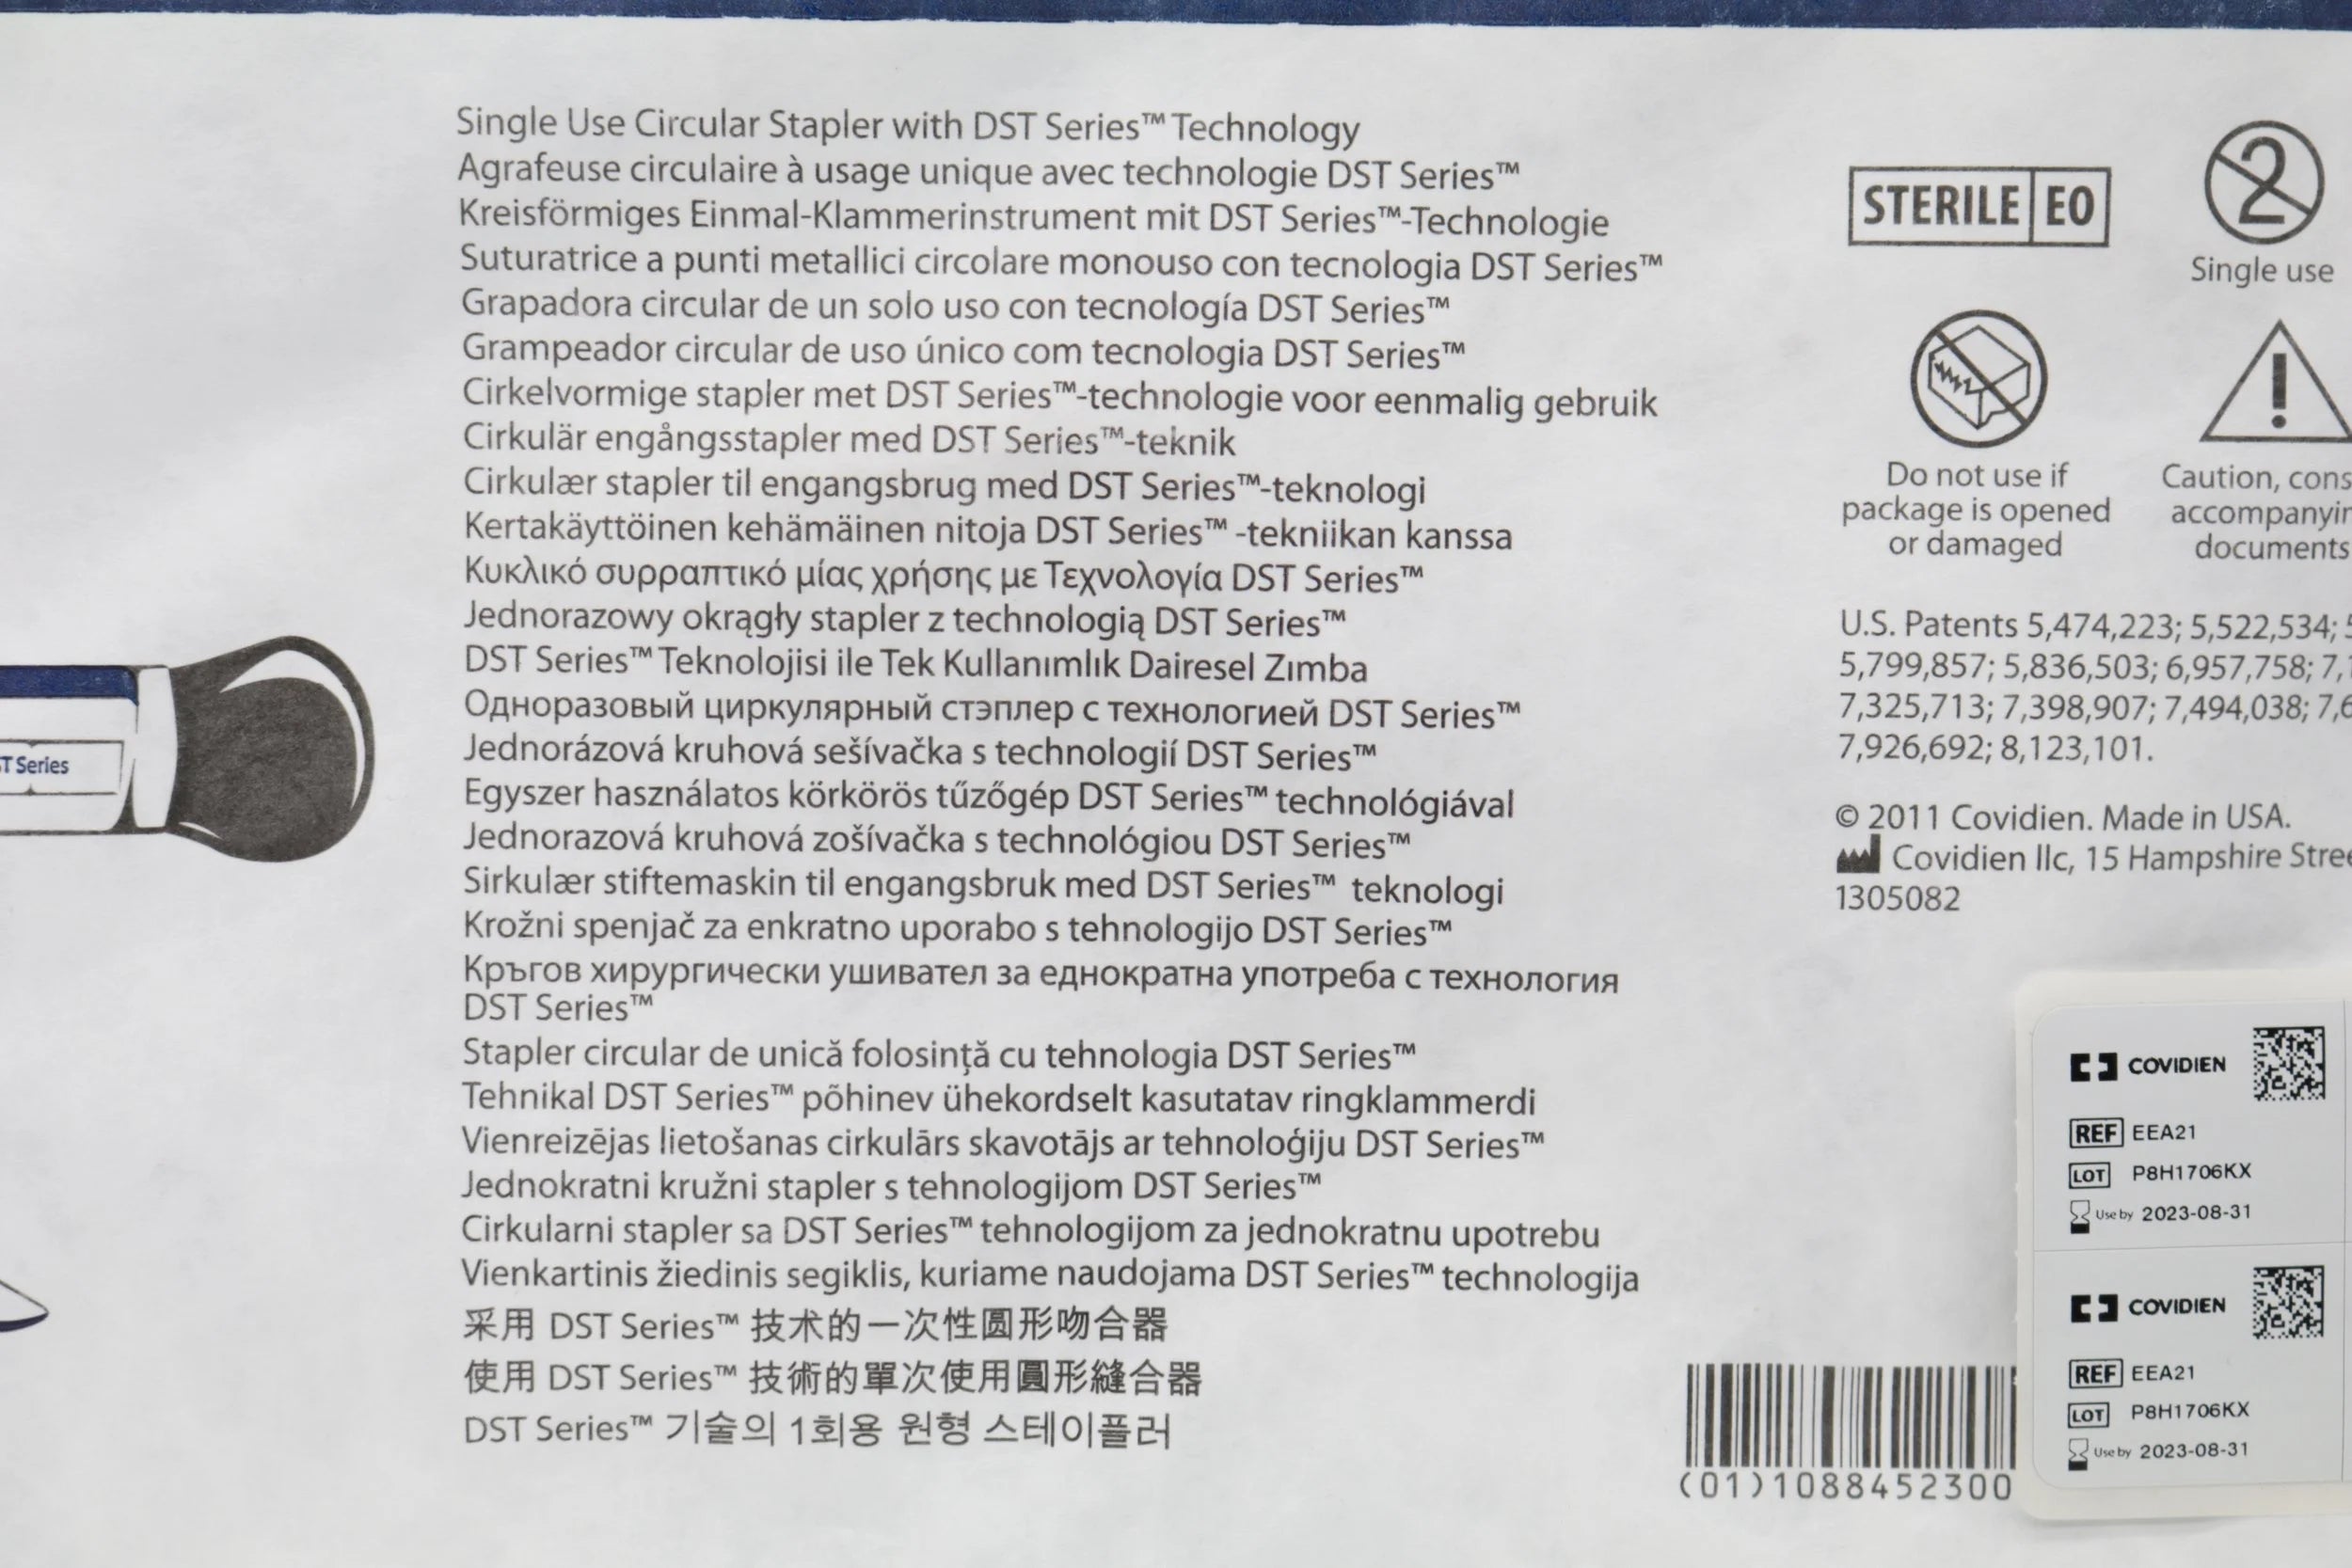 Single Use Circular Stapler with DST Series™ Technology
Agrafeuse circulaire à usage unique avec technologie DST Series™
Kreisförmiges Einmal-Klammerinstrument mit DST Series™-Technologie
Suturatrice a punti metallici circolare monouso con tecnologia DST Series™
Grapadora circular de un solo uso con tecnología DST Series™
Grampeador circular de uso único com tecnologia DST Series™
Cirkelvormige stapler met DST Series™-technologie voor eenmalig gebruik
Cirkulär engångsstapler med DST Series™-teknik
Cirkulær stapler til engangsbrug med DST Series™-teknologi
Kertakäyttöinen kehämäinen nitoja DST Series™ -tekniikan kanssa
Κυκλικό συρραπτικό μίας χρήσης με Τεχνολογία DST Series™
Jednorazowy okrągły stapler z technologią DST Series™
DST Series™ Teknolojisi ile Tek Kullanımlık Dairesel Zımba
Одноразовый циркулярный стэплер с технологией DST Series™
Jednorázová kruhová sešívačka s technologií DST Series™
Egyszer használatos körkörös tűzőgép DST Series™ technológiával
Jednorazová kruhová zošívačka s technológiou DST Series™
Sirkulær stiftemaskin til engangsbruk med DST Series™ teknologi
Krožni spenjač za enkratno uporabo s tehnologijo DST Series™
Кръгов хирургически ушивател за еднократна употреба с технология
DST Series™
Stapler circular de unică folosinţă cu tehnologia DST Series™
Tehnikal DST Series™ põhinev ühekordselt kasutatav ringklammerdi
Vienreizējas lietošanas cirkulārs skavotājs ar tehnoloģiju DST Series™
Jednokratni kružni stapler s tehnologijom DST Series™
Cirkularni stapler sa DST Series™ tehnologijom za jednokratnu upotrebu
Vienkartinis žiedinis segiklis, kuriame naudojama DST Series™ technologija
采用 DST Series™ 技术的一次性圆形吻合器
使用 DST Series™ 技術的單次使用圓形縫合器
DST Series™ 기술의 1회용 원형 스테이플러
T Series
STERILE EO
2
Single use
Do not use if
package is opened
or damaged
!
Caution, cons
accompanyin
documents
U.S. Patents 5,474,223; 5,522,534; 5
5,799,857; 5,836,503; 6,957,758; 7,1
7,325,713; 7,398,907; 7,494,038; 7,6
7,926,692; 8,123,101.
© 2011 Covidien. Made in USA.
Covidien llc, 15 Hampshire Stree
1305082
COVIDIEN
REF EEA21
LOT P8H1706KX
Use by 2023-08-31
COVIDIEN
REF EEA21
LOT P8H1706KX
Use by 2023-08-31
(01)1088452300